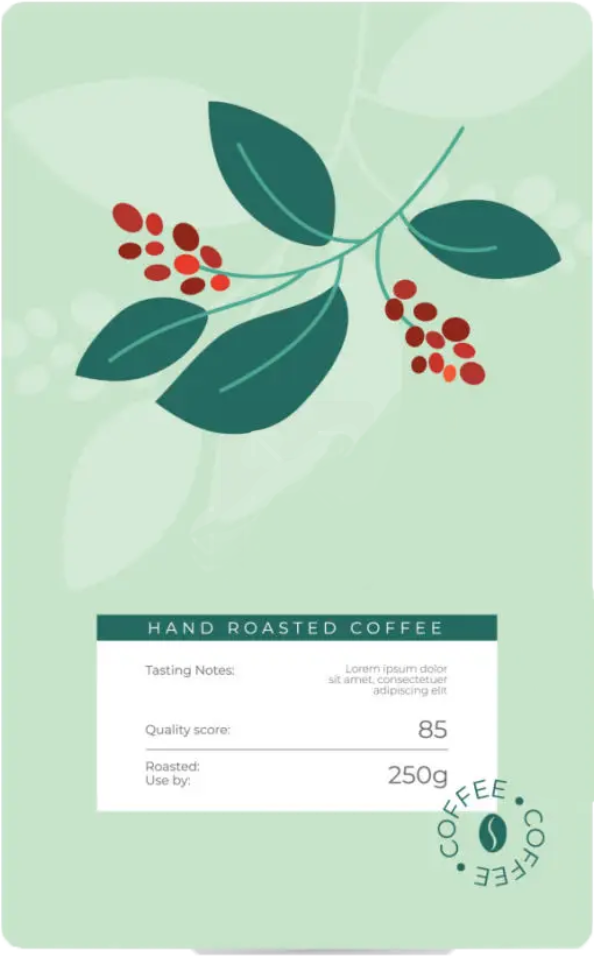 HAND ROASTED COFFEE
Tasting Notes:
Lorem ipsum dolor
sit amet, consectetuer
adipiscing elit
Quality score:
85
Roasted:
Use by:
250g
COFFEE • COFFEE •